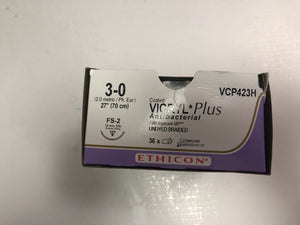 3-0
(2.0 metric / Ph. Eur.)
27" (70 cm)
FS-2
VCP423H
Coated
VICRYL* Plus
Antibacterial
UNDYED BRAIDED
36 x
ETHICON